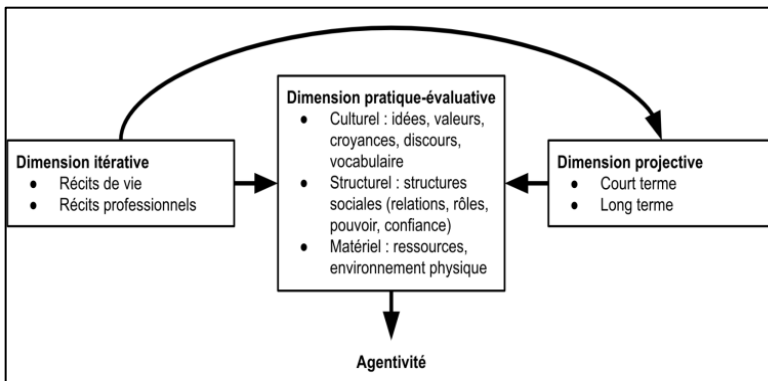 Dimension itérative
● Récits de vie
● Récits professionnels
Dimension pratique-évaluative
● Culturel : idées, valeurs,
croyances, discours,
vocabulaire
● Structurel : structures
sociales (relations, rôles,
pouvoir, confiance)
● Matériel : ressources,
environnement physique
Dimension projective
● Court terme
● Long terme
Agentivité